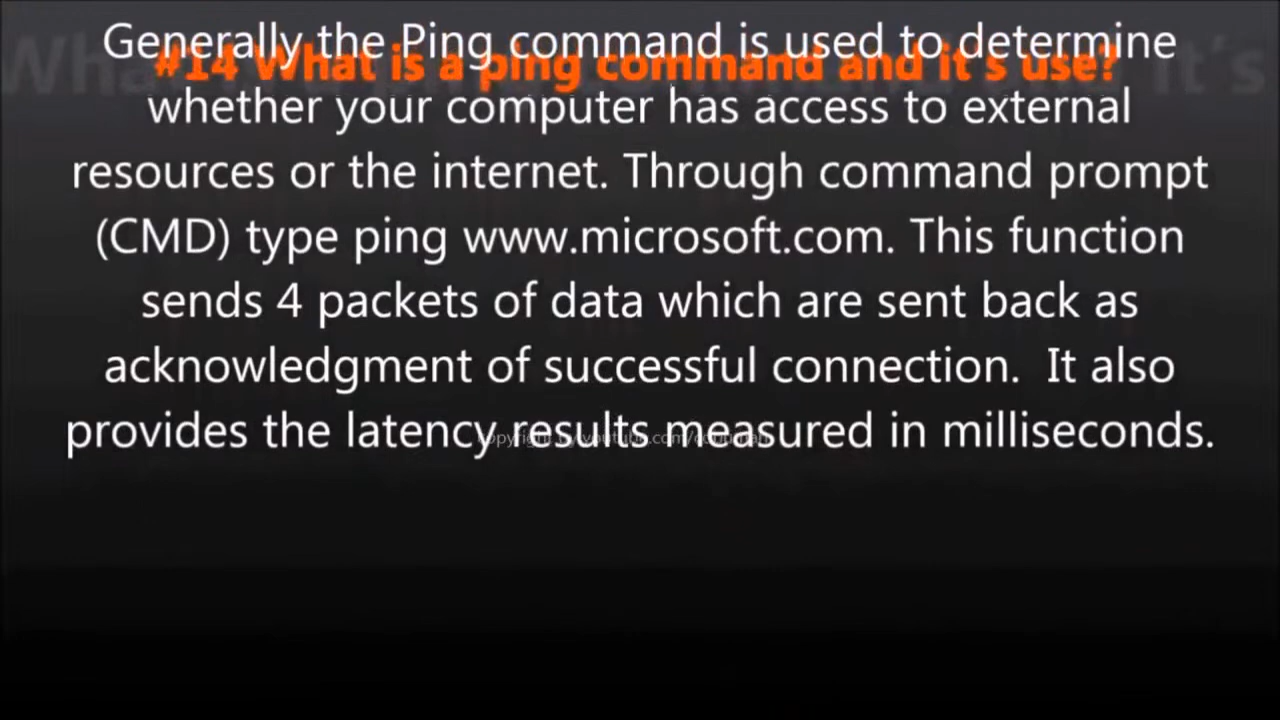 Generally the Ping command is used to determine
#14 What is a ping command and it's use?
whether your computer has access to external
resources or the internet. Through command prompt
(CMD) type ping www.microsoft.com. This function
sends 4 packets of data which are sent back as
acknowledgment of successful connection.  It also
provides the latency results measured in milliseconds.